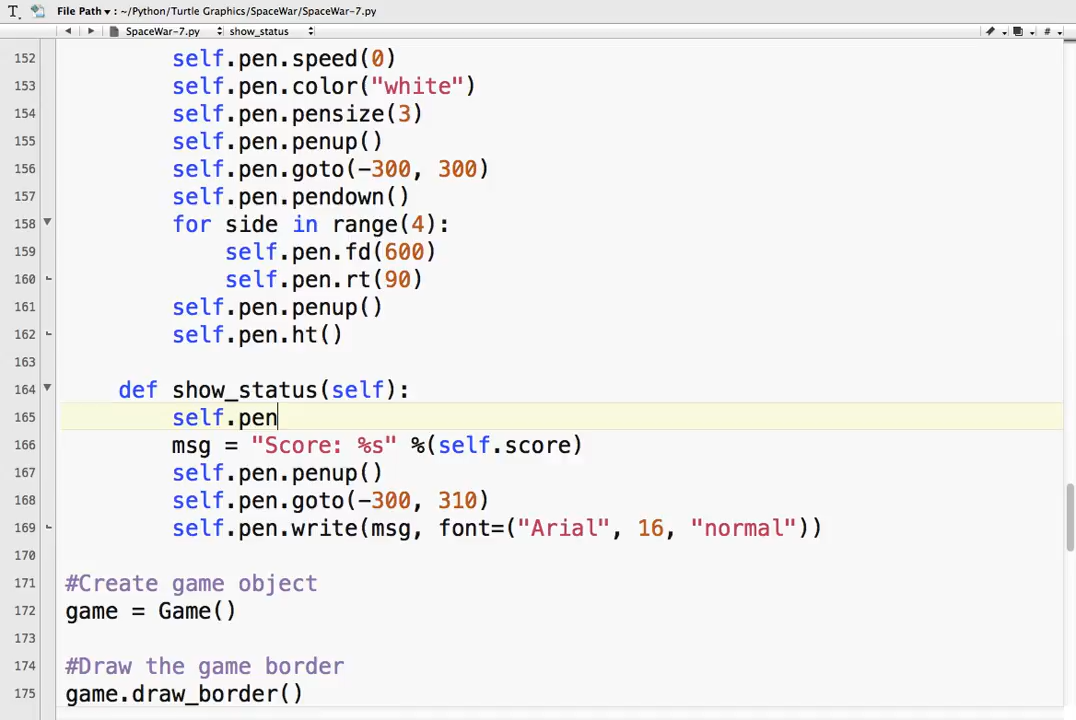 File Path ▾ : ~/Python/Turtle Graphics/SpaceWar/SpaceWar-7.py
SpaceWar-7.py show_status #
152 self.pen.speed(0)
153 self.pen.color("white")
154 self.pen.pensize(3)
155 self.pen.penup()
156 self.pen.goto(-300, 300)
157 self.pen.pendown()
158 for side in range(4):
159 self.pen.fd(600)
160 self.pen.rt(90)
161 self.pen.penup()
162 self.pen.ht()
163
164 def show_status(self):
165 self.pen
166 msg = "Score: %s" %(self.score)
167 self.pen.penup()
168 self.pen.goto(-300, 310)
169 self.pen.write(msg, font=("Arial", 16, "normal"))
170
171 #Create game object
172 game = Game()
173
174 #Draw the game border
175 game.draw_border()